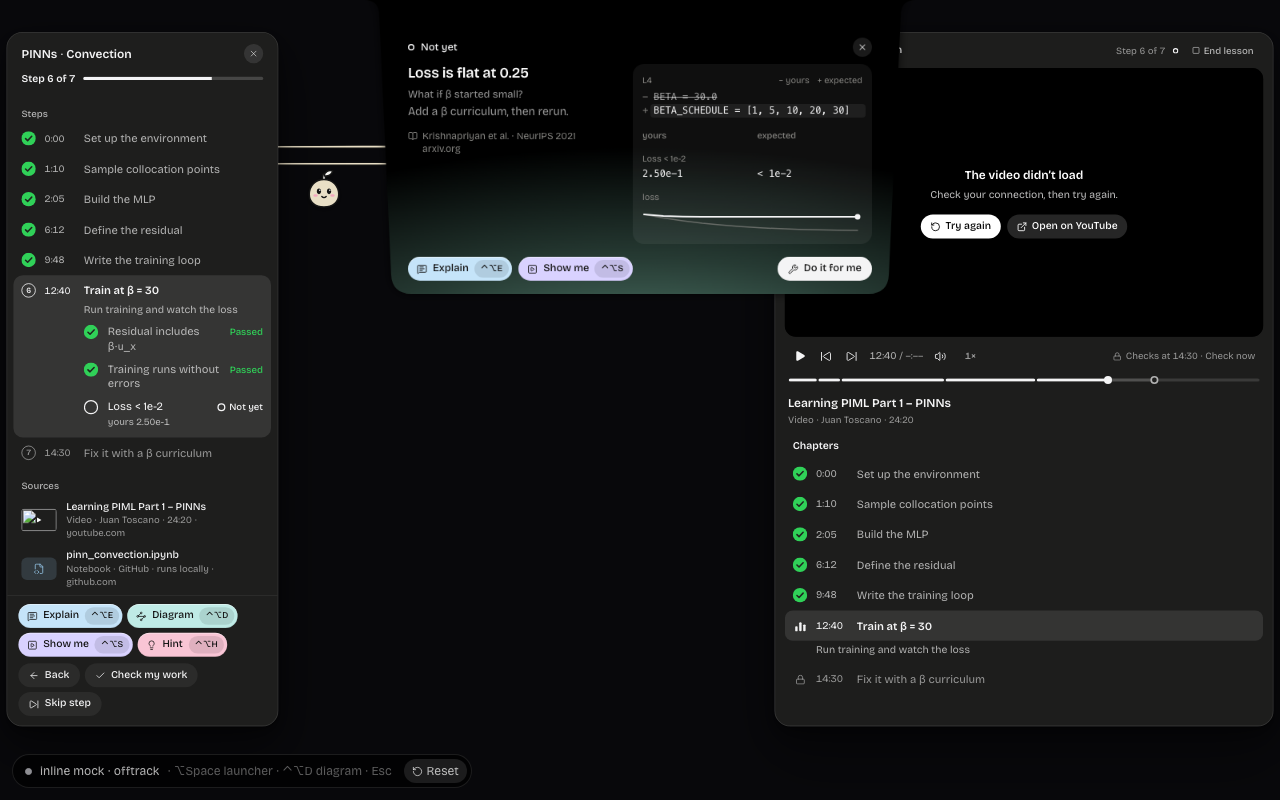 PINNs · Convection
Step 6 of 7
Steps
0:00 Set up the environment
1:10 Sample collocation points
2:05 Build the MLP
6:12 Define the residual
9:48 Write the training loop
6 12:40 Train at β = 30
Run training and watch the loss
Residual includes Passed
β·u_x
Training runs without Passed
errors
Loss < 1e-2 Not yet
yours 2.50e-1
7 14:30 Fix it with a β curriculum
Sources
Learning PIML Part 1 – PINNs
Video · Juan Toscano · 24:20 ·
youtube.com
pinn_convection.ipynb
Notebook · GitHub · runs locally ·
github.com
Explain ^⌥E
Diagram ^⌥D
Show me ^⌥S
Hint ^⌥H
Back
Check my work
Skip step
Not yet
Loss is flat at 0.25
What if β started small?
Add a β curriculum, then rerun.
Krishnapriyan et al. · NeurIPS 2021
arxiv.org
L4 − yours + expected
− BETA = 30.0
+ BETA_SCHEDULE = [1, 5, 10, 20, 30]
yours expected
Loss < 1e-2
2.50e−1 < 1e−2
loss
Explain ^⌥E
Show me ^⌥S
Do it for me
Step 6 of 7
End lesson
The video didn’t load
Check your connection, then try again.
Try again
Open on YouTube
12:40 / –:––
1×
Checks at 14:30 · Check now
Learning PIML Part 1 – PINNs
Video · Juan Toscano · 24:20
Chapters
0:00 Set up the environment
1:10 Sample collocation points
2:05 Build the MLP
6:12 Define the residual
9:48 Write the training loop
12:40 Train at β = 30
Run training and watch the loss
14:30 Fix it with a β curriculum
inline mock · offtrack · ⌥Space launcher · ^⌥D diagram · Esc
Reset